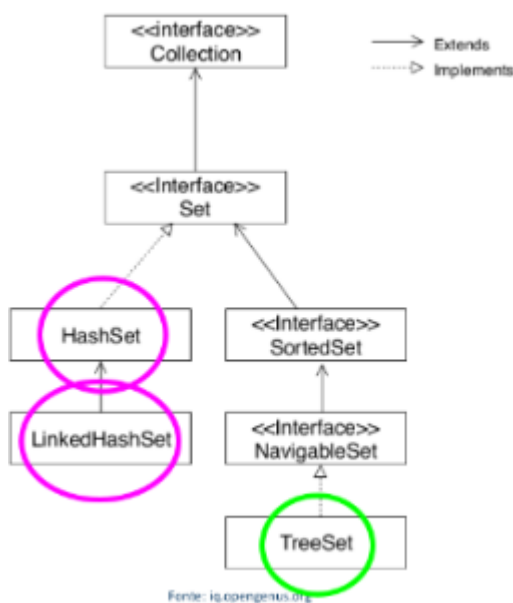 <<interface>>
Collection
Extends
Implements
<<Interface>>
Set
HashSet
<<Interface>>
SortedSet
LinkedHashSet
<<Interface>>
NavigableSet
TreeSet
Fonte: iq.opengenus.org